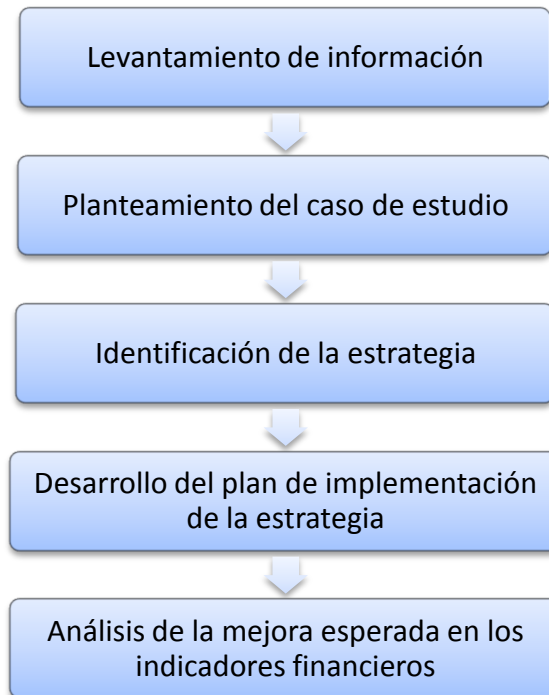 Levantamiento de información
Planteamiento del caso de estudio
Identificación de la estrategia
Desarrollo del plan de implementación
de la estrategia
Análisis de la mejora esperada en los
indicadores financieros